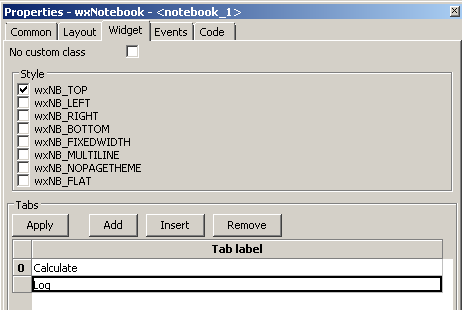 Properties - wxNotebook - <notebook_1>
Common Layout Widget Events Code
No custom class
Style
wxNB_TOP
wxNB_LEFT
wxNB_RIGHT
wxNB_BOTTOM
wxNB_FIXEDWIDTH
wxNB_MULTILINE
wxNB_NOPAGETHEME
wxNB_FLAT
Tabs
Apply Add Insert Remove
Tab label
0 Calculate
Log